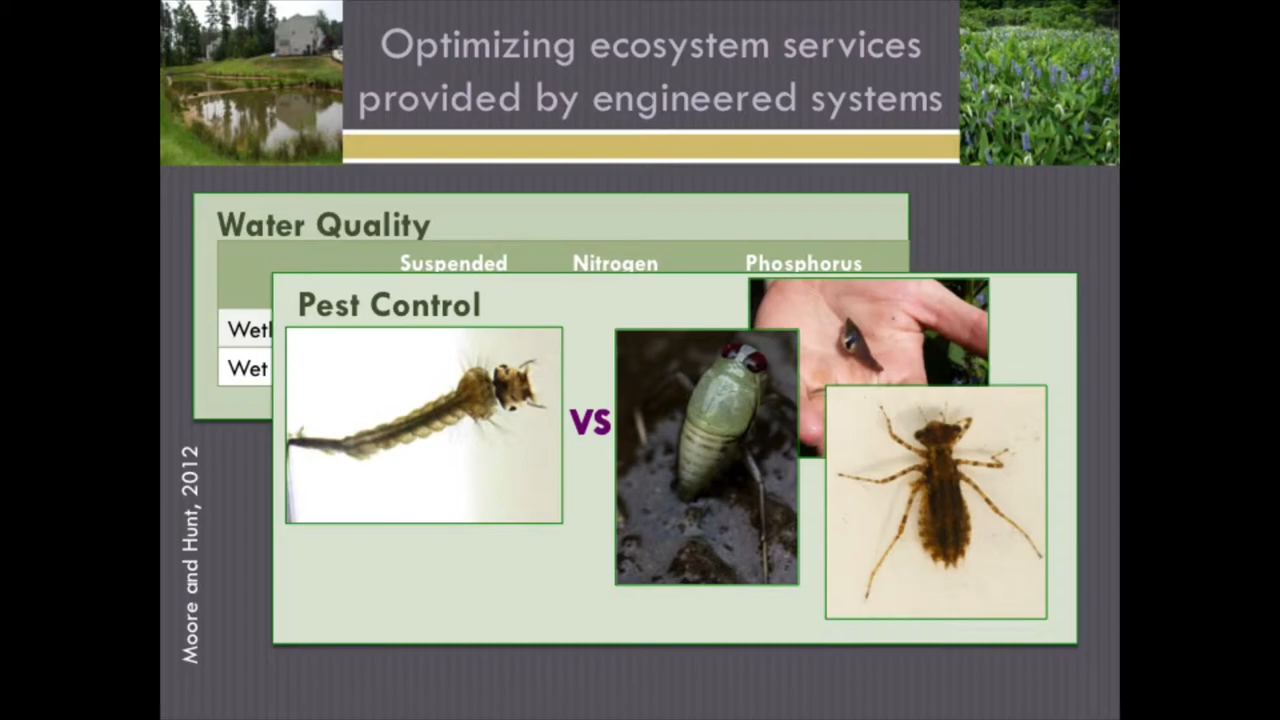 Optimizing ecosystem services
provided by engineered systems
Water Quality
Suspended Nitrogen Phosphorus
Pest Control
Wet
VS
Moore and Hunt, 2012